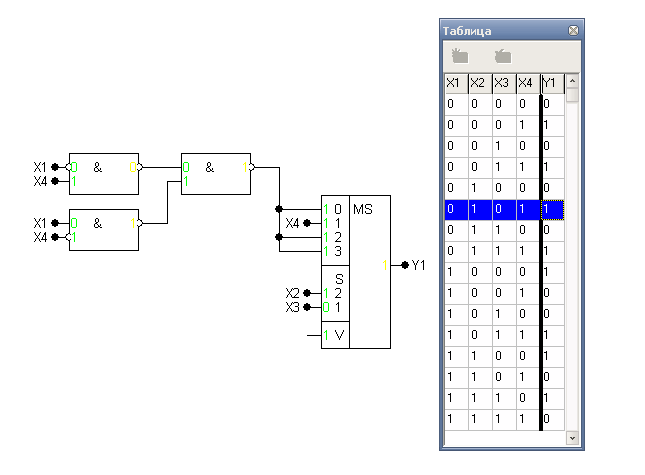 Таблица
X1 X2 X3 X4 Y1
0 0 0 0 0
0 0 0 1 1
0 0 1 0 0
0 0 1 1 1
0 1 0 0 0
0 1 0 1 1
0 1 1 0 0
0 1 1 1 1
1 0 0 0 1
1 0 0 1 0
1 0 1 0 0
1 0 1 1 1
1 1 0 0 1
1 1 0 1 0
1 1 1 0 1
1 1 1 1 0
X1 0 & 0
X4 1
0 & 1
1
X1 0 & 1
X4 1
1 0 MS
X4 1 1
1 2
1 3
S
X2 1 2
X3 0 1
1 V
1 Y1